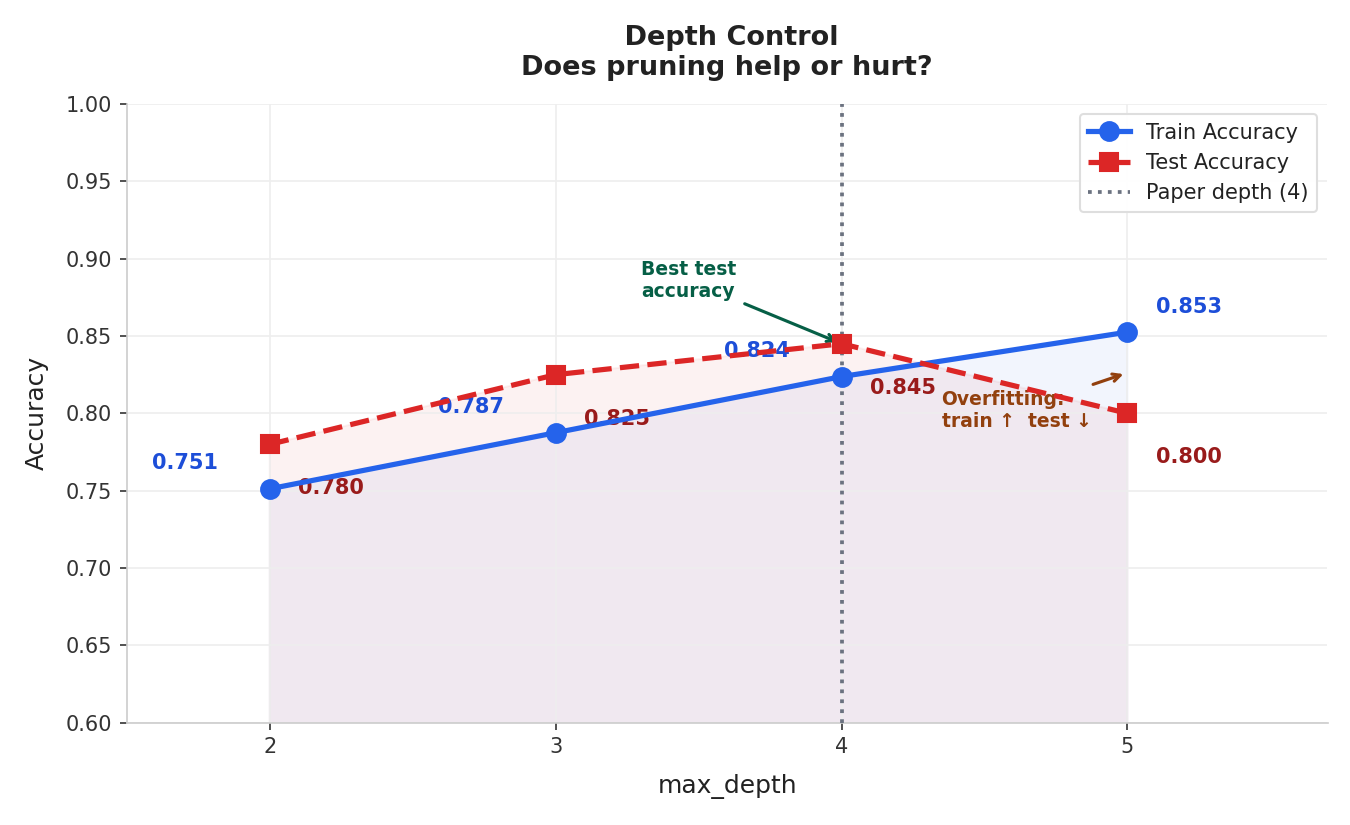 Depth Control
Does pruning help or hurt?
Accuracy
1.00
0.95
0.90
0.85
0.80
0.75
0.70
0.65
0.60
Train Accuracy
Test Accuracy
Paper depth (4)
Best test
accuracy
0.751
0.787
0.824
0.853
0.780
0.825
0.845
0.800
Overfitting:
train ↑ test ↓
2
3
4
5
max_depth